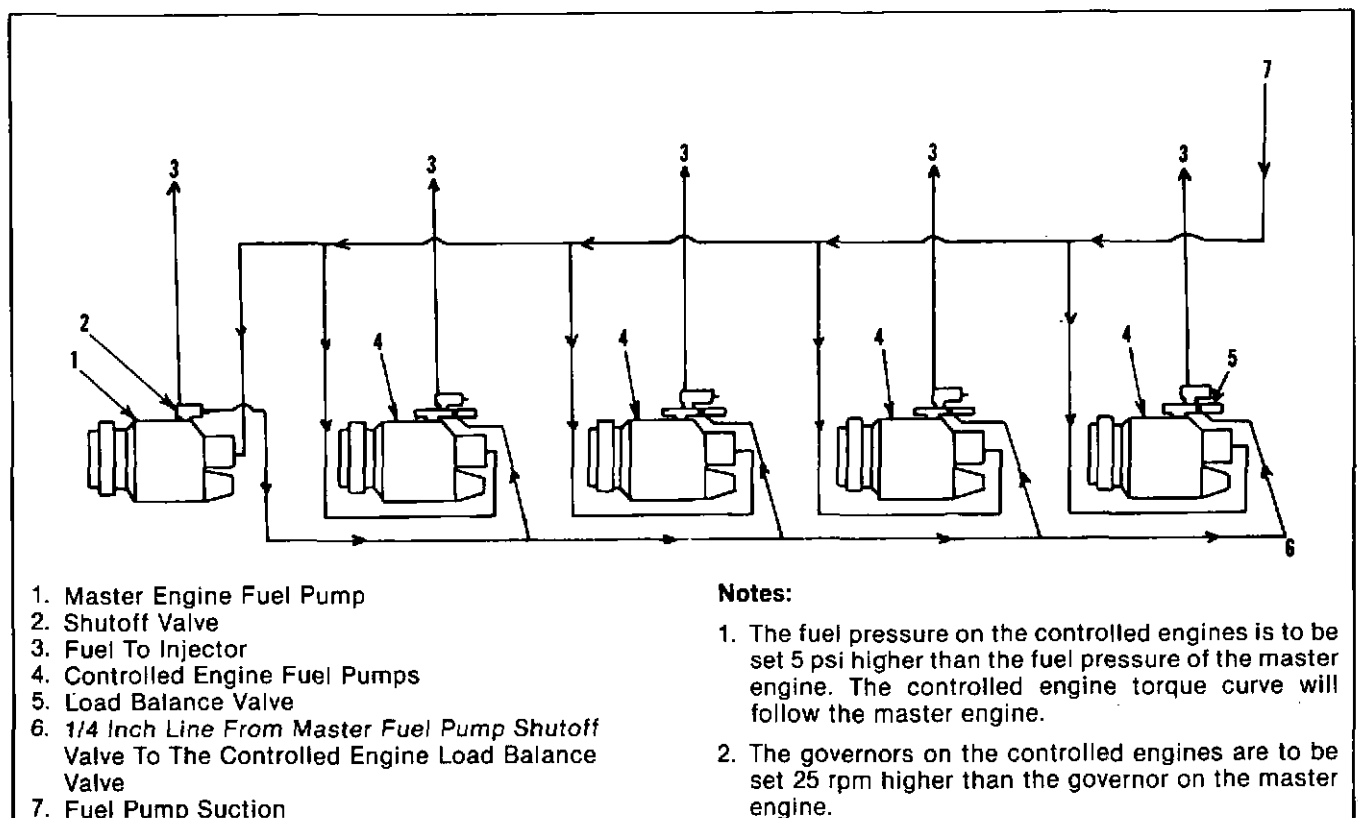 7
3
3
3
3
3
2
1
4
4
4
4
5
6
1. Master Engine Fuel Pump
2. Shutoff Valve
3. Fuel To Injector
4. Controlled Engine Fuel Pumps
5. Load Balance Valve
6. 1/4 Inch Line From Master Fuel Pump Shutoff
Valve To The Controlled Engine Load Balance
Valve
7. Fuel Pump Suction
Notes:
1. The fuel pressure on the controlled engines is to be
set 5 psi higher than the fuel pressure of the master
engine. The controlled engine torque curve will
follow the master engine.
2. The governors on the controlled engines are to be
set 25 rpm higher than the governor on the master
engine.